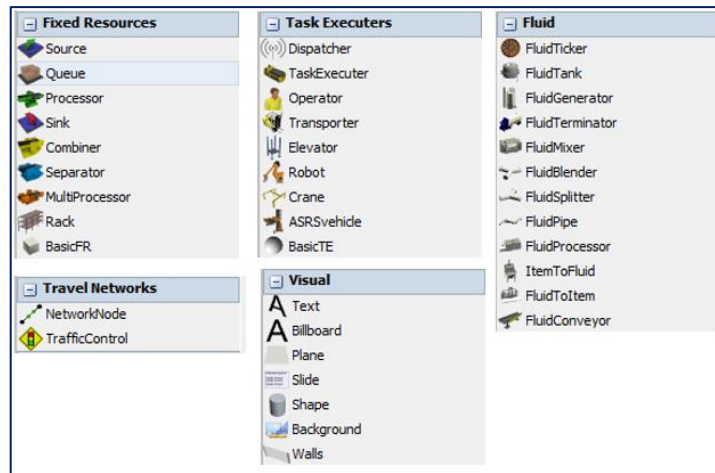 Fixed Resources
Source
Queue
Processor
Sink
Combiner
Separator
MultiProcessor
Rack
BasicFR
Travel Networks
NetworkNode
TrafficControl
Task Executers
Dispatcher
TaskExecuter
Operator
Transporter
Elevator
Robot
Crane
ASRSvehicle
BasicTE
Visual
Text
Billboard
Plane
Slide
Shape
Background
Walls
Fluid
FluidTicker
FluidTank
FluidGenerator
FluidTerminator
FluidMixer
FluidBlender
FluidSplitter
FluidPipe
FluidProcessor
ItemToFluid
FluidToItem
FluidConveyor